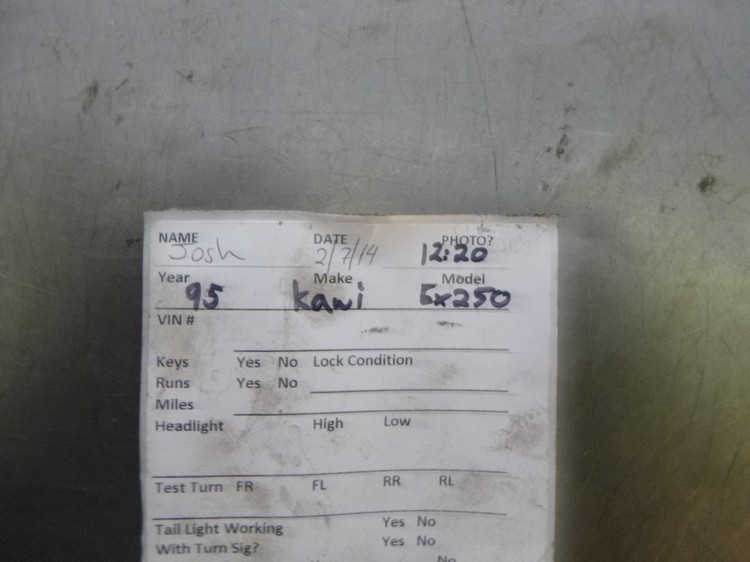 NAME DATE PHOTO?
Josh 2/7/14 12:20
Year Make Model
95 kawi Ex250
VIN #
Keys Yes No Lock Condition
Runs Yes No
Miles
Headlight High Low
Test Turn FR FL RR RL
Tail Light Working Yes No
With Turn Sig? Yes No
No